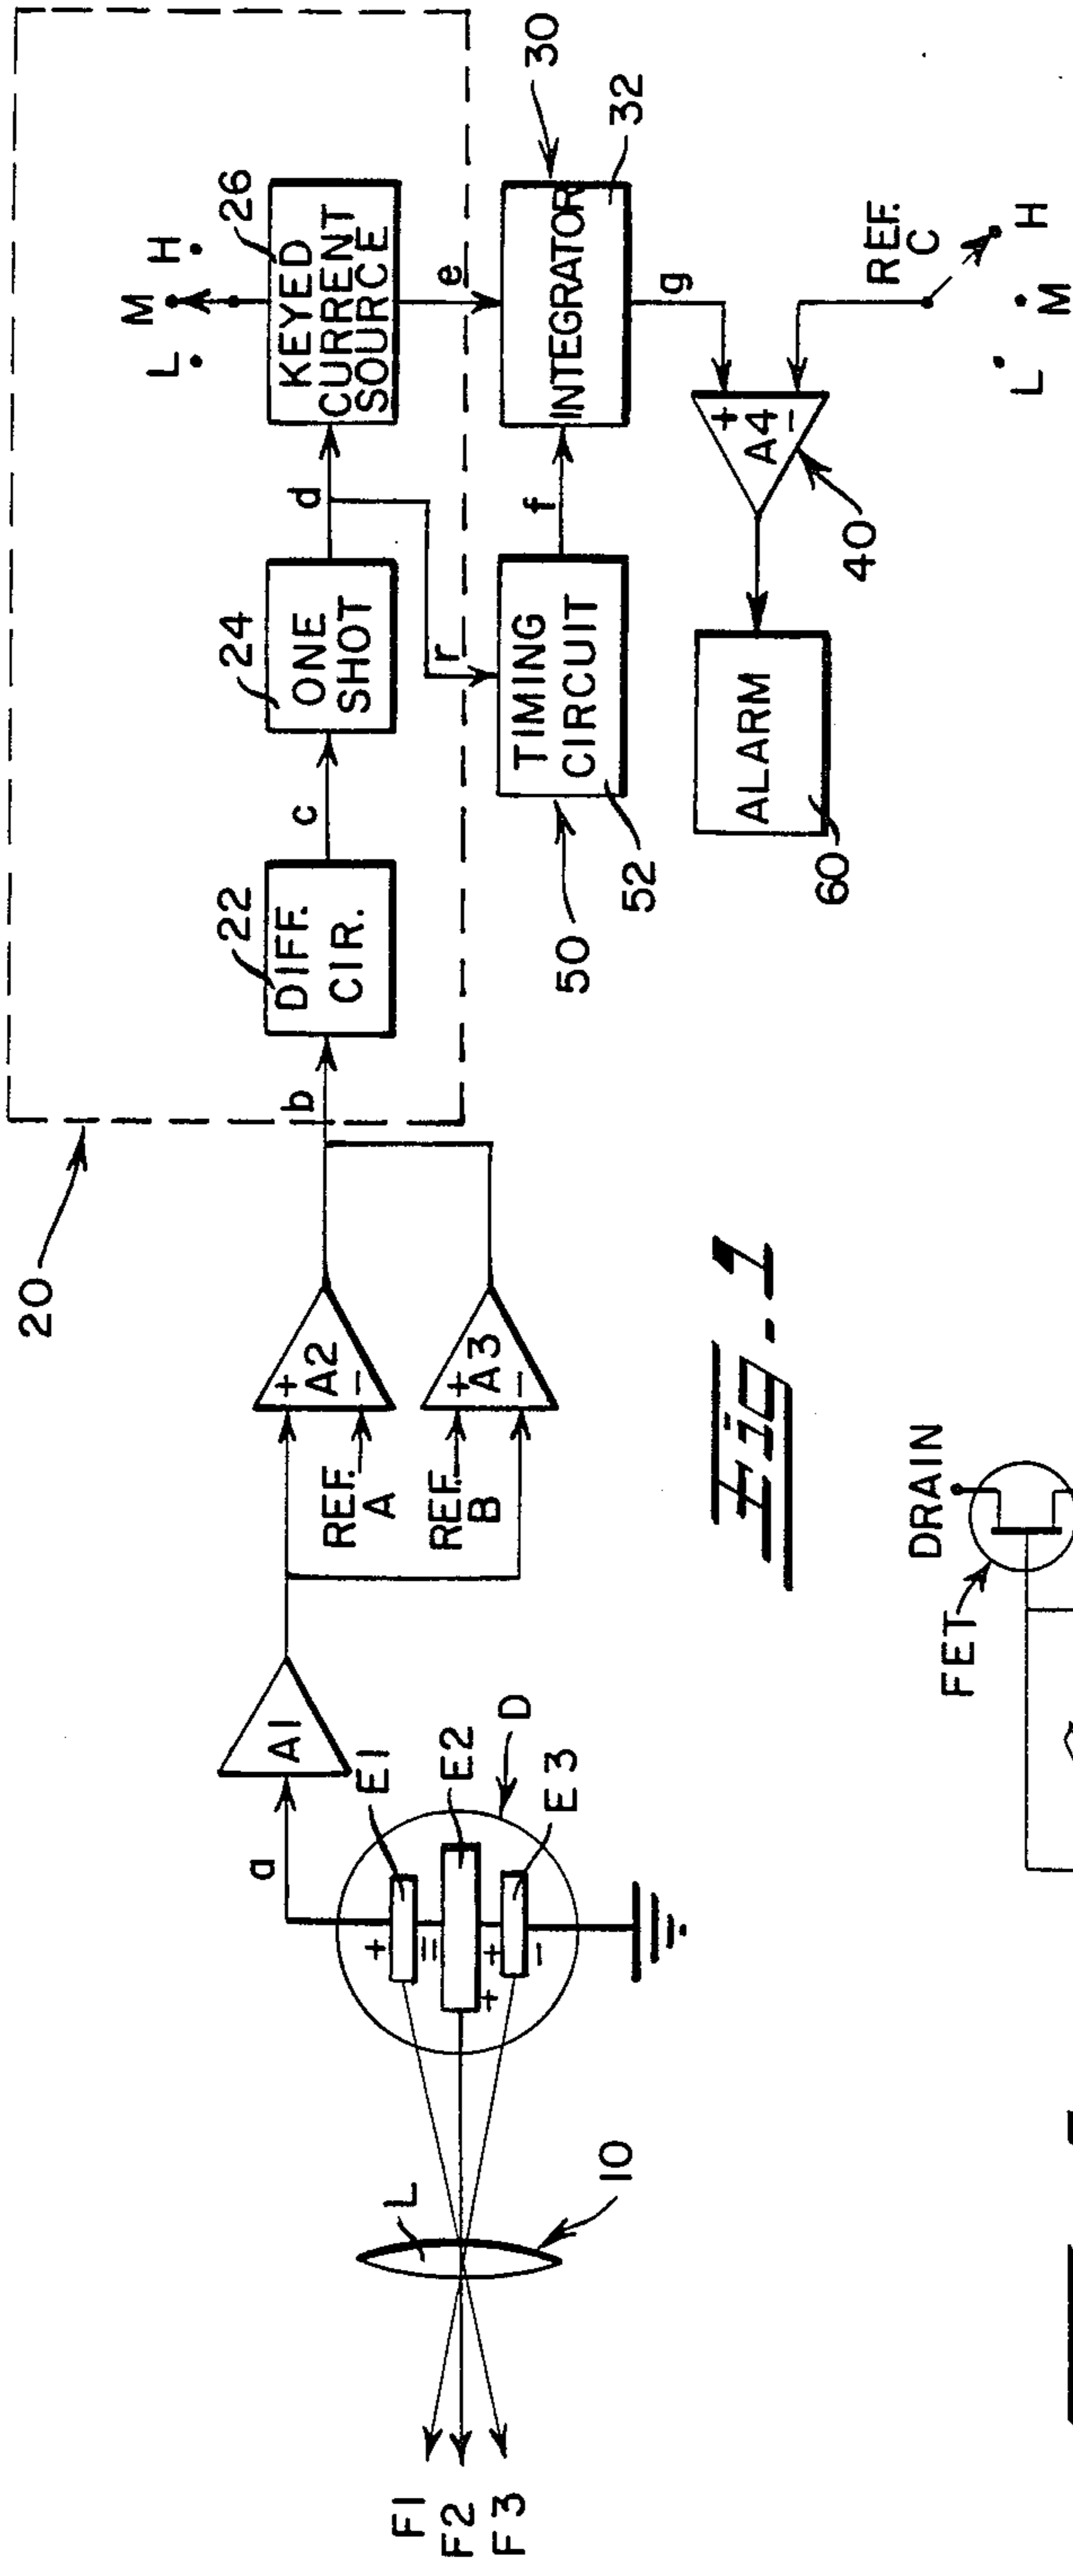 20
L M H
22
24
26
b
DIFF.
CIR.
c
ONE
SHOT
d
KEYED
CURRENT
SOURCE
r
e
30
50
52
TIMING
CIRCUIT
f
INTEGRATOR
32
g
60
ALARM
40
A4
+
−
REF.
C
L M H
a
A1
+
A2
−
REF.
A
REF.
B
+
A3
−
E1
E2
D
E3
+
=
+
+
−
L
10
F1
F2
F3
Fig-1
FET
DRAIN